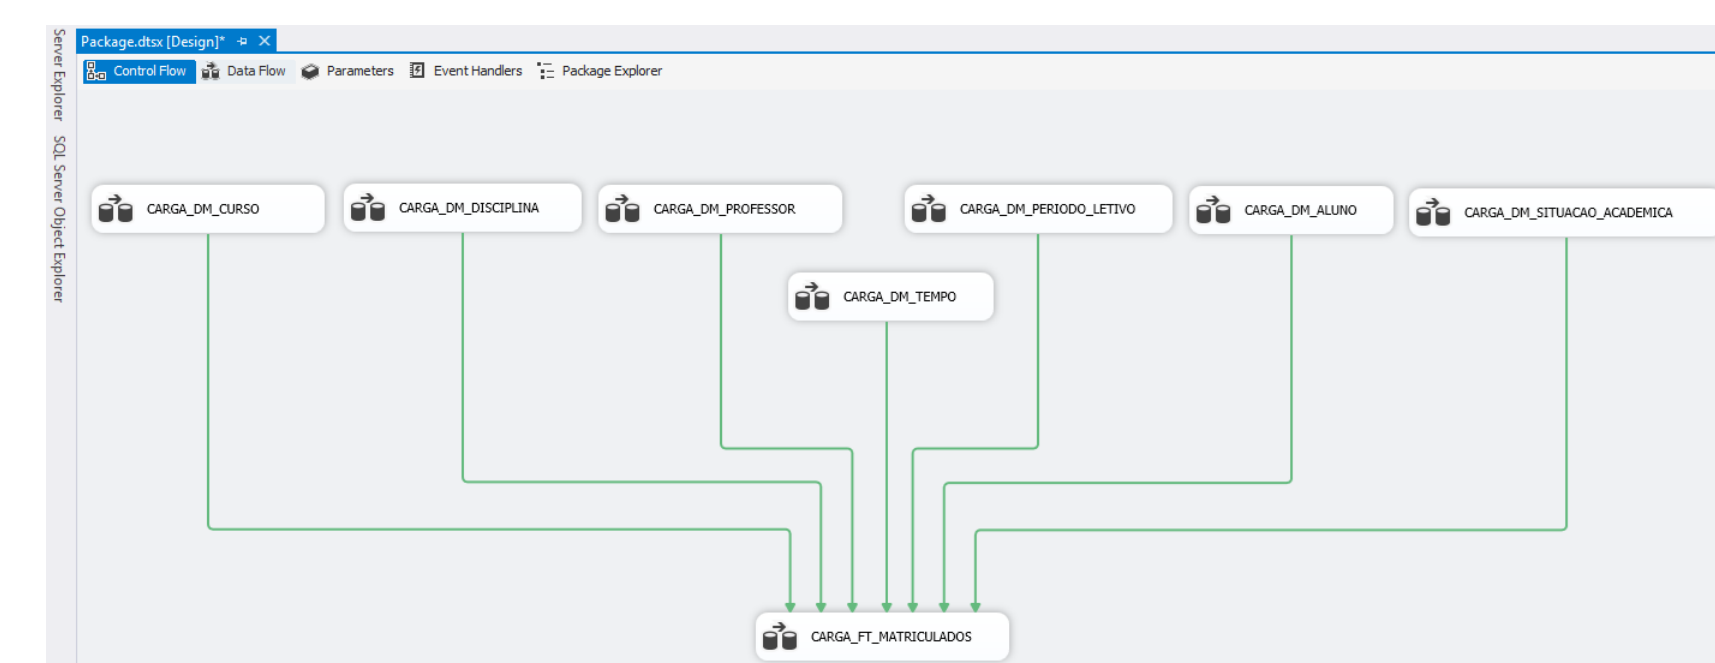 Server Explorer
SQL Server Object Explorer
Package.dtsx [Design]*
Control Flow
Data Flow
Parameters
Event Handlers
Package Explorer
CARGA_DM_CURSO
CARGA_DM_DISCIPLINA
CARGA_DM_PROFESSOR
CARGA_DM_PERIODO_LETIVO
CARGA_DM_ALUNO
CARGA_DM_SITUACAO_ACADEMICA
CARGA_DM_TEMPO
CARGA_FT_MATRICULADOS